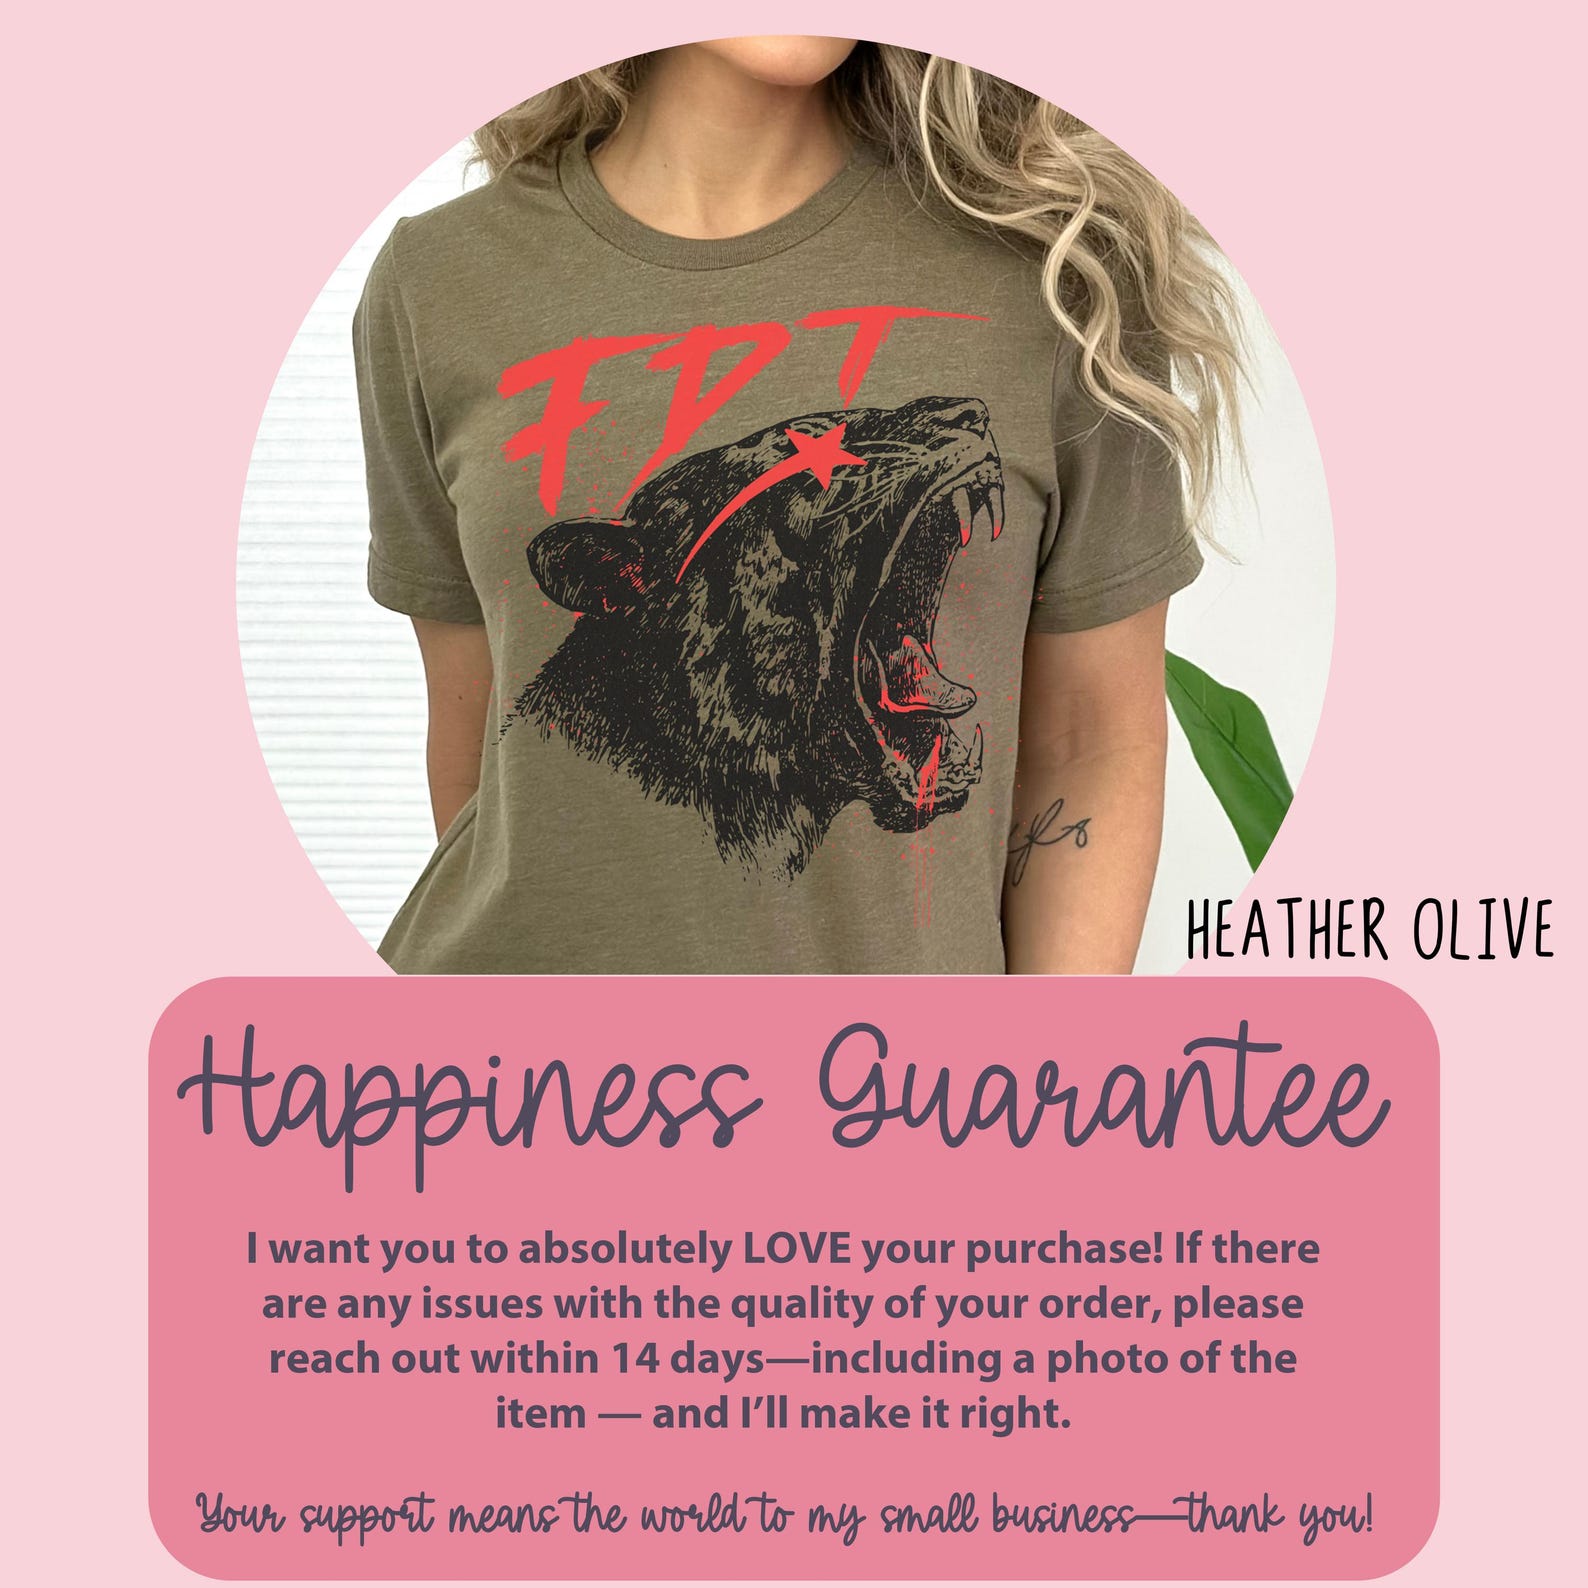 FDT
HEATHER OLIVE
Happiness Guarantee
I want you to absolutely LOVE your purchase! If there
are any issues with the quality of your order, please
reach out within 14 days—including a photo of the
item — and I’ll make it right.
Your support means the world to my small business—thank you!